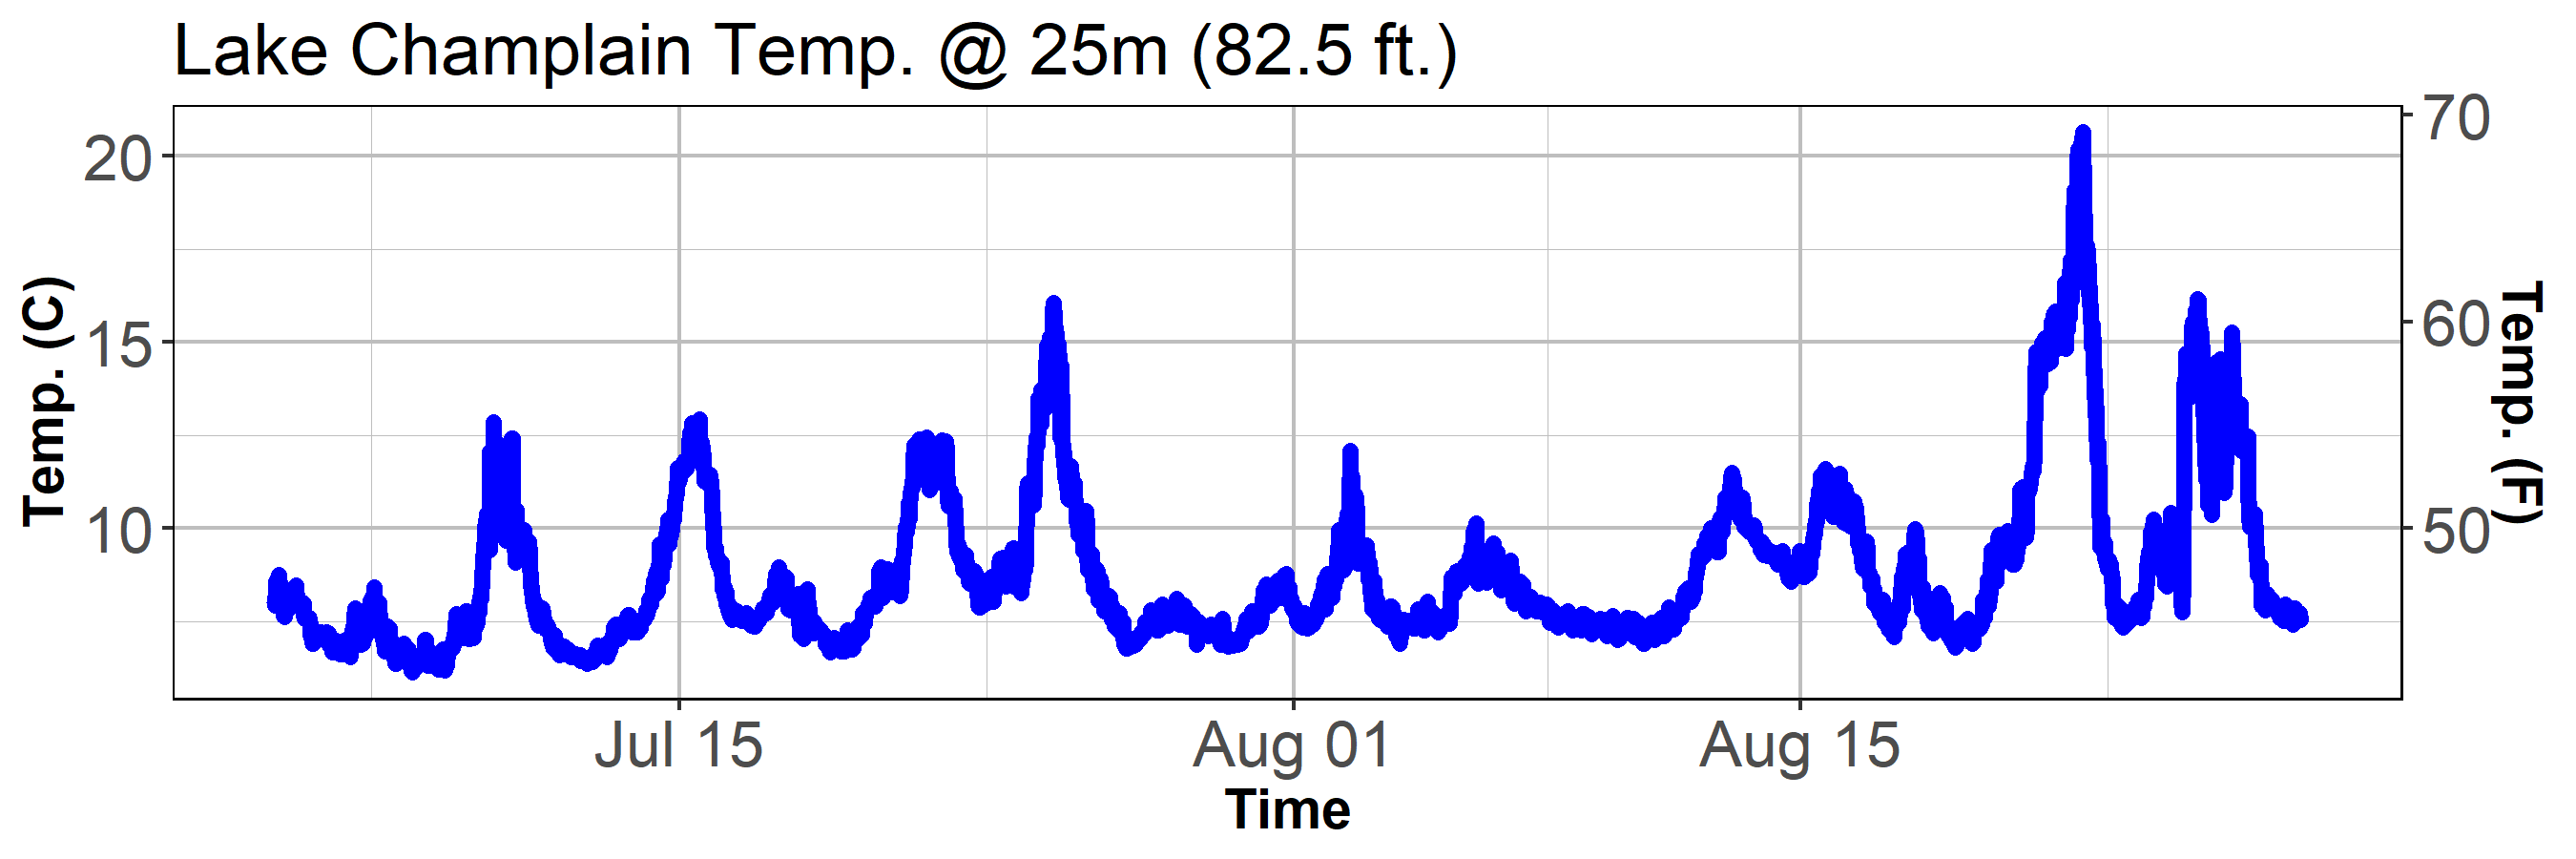 Lake Champlain Temp. @ 25m (82.5 ft.)
Temp. (C)
20
15
10
70
60
50
Temp. (F)
Jul 15
Aug 01
Aug 15
Time